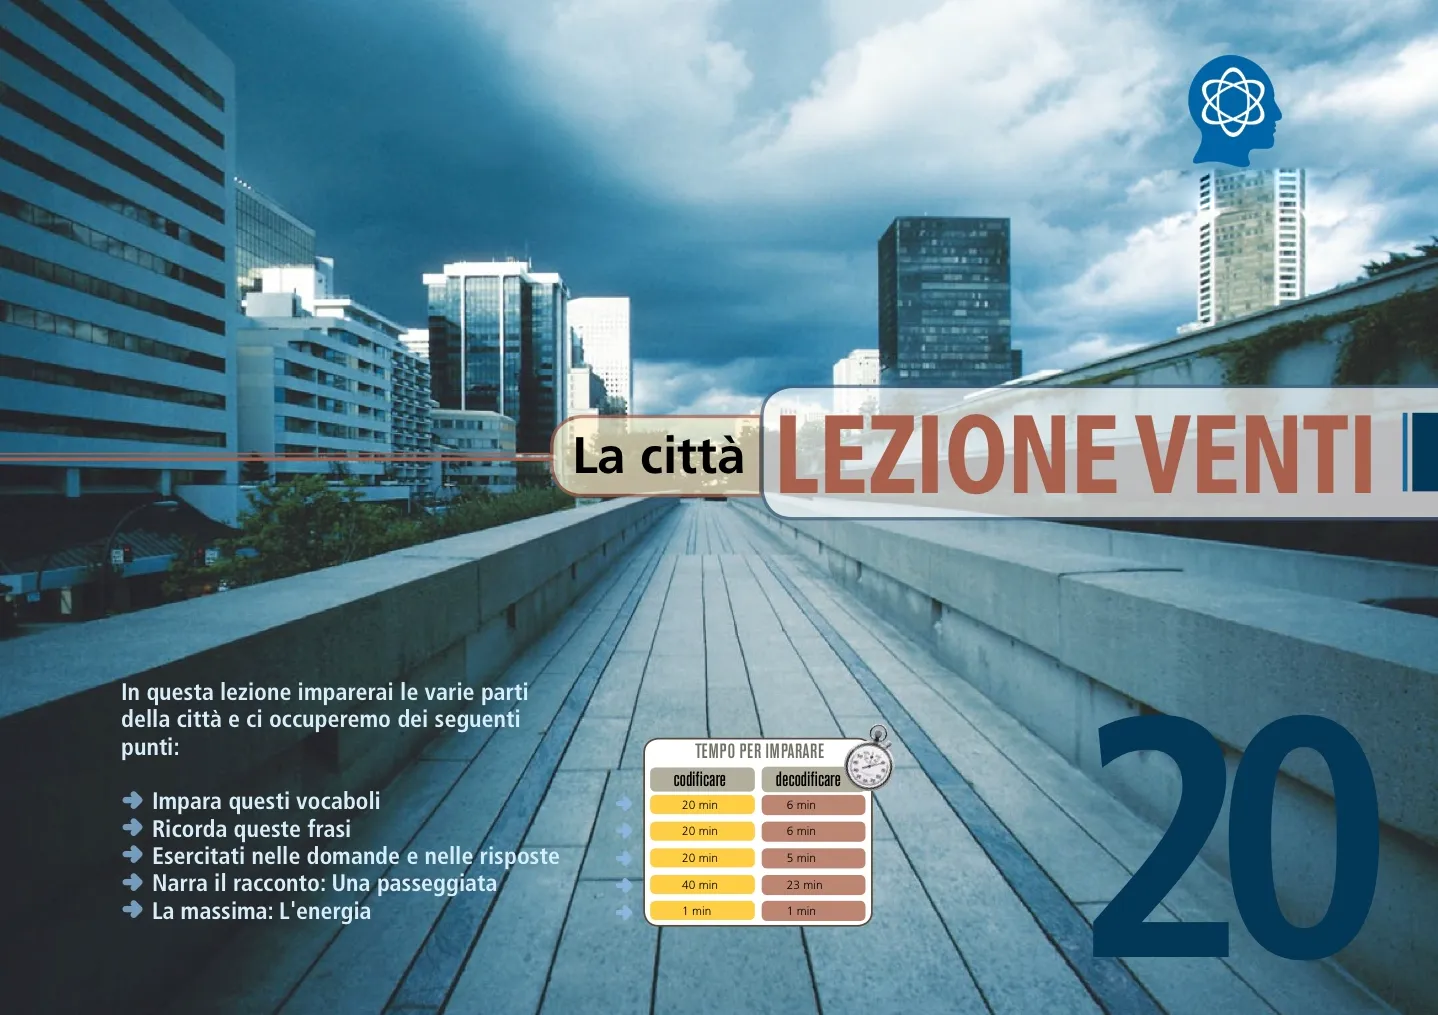 La città
LEZIONE VENTI
In questa lezione imparerai le varie parti
della città e ci occuperemo dei seguenti
punti:
Impara questi vocaboli
Ricorda queste frasi
Esercitati nelle domande e nelle risposte
Narra il racconto: Una passeggiata
La massima: L'energia
TEMPO PER IMPARARE
codificare decodificare
20 min 6 min
20 min 6 min
20 min 5 min
40 min 23 min
1 min 1 min
20